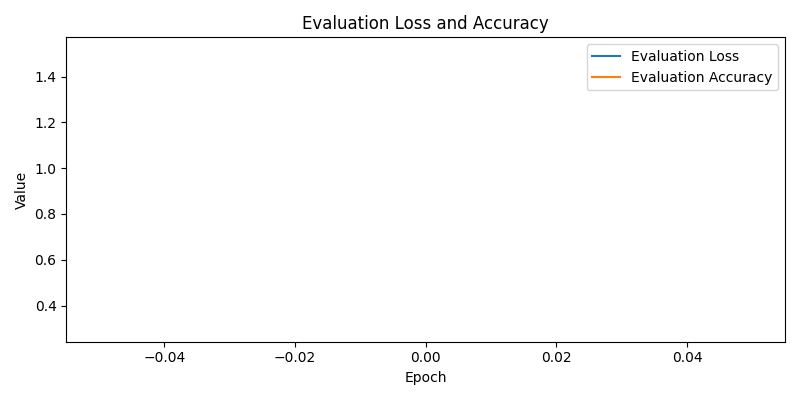 Evaluation Loss and Accuracy
Evaluation Loss
Evaluation Accuracy
Value
1.4
1.2
1.0
0.8
0.6
0.4
−0.04
−0.02
0.00
0.02
0.04
Epoch